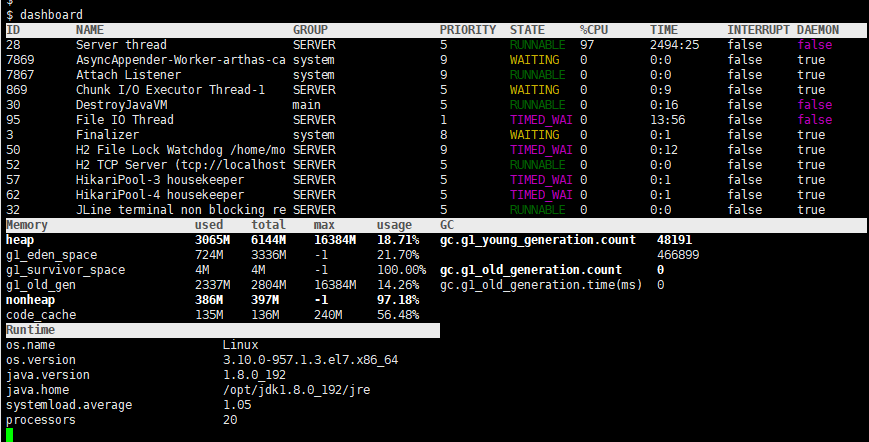 $
$ dashboard
ID NAME GROUP PRIORITY STATE %CPU TIME INTERRUPT DAEMON
28 Server thread SERVER 5 RUNNABLE 97 2494:25 false false
7869 AsyncAppender-Worker-arthas-ca system 9 WAITING 0 0:0 false true
7867 Attach Listener system 9 RUNNABLE 0 0:0 false true
869 Chunk I/O Executor Thread-1 SERVER 5 WAITING 0 0:9 false true
30 DestroyJavaVM main 5 RUNNABLE 0 0:16 false false
95 File IO Thread SERVER 1 TIMED_WAI 0 13:56 false false
3 Finalizer system 8 WAITING 0 0:1 false true
50 H2 File Lock Watchdog /home/mo SERVER 9 TIMED_WAI 0 0:12 false true
52 H2 TCP Server (tcp://localhost SERVER 5 RUNNABLE 0 0:0 false true
57 HikariPool-3 housekeeper SERVER 5 TIMED_WAI 0 0:1 false true
62 HikariPool-4 housekeeper SERVER 5 TIMED_WAI 0 0:1 false true
32 JLine terminal non blocking re SERVER 5 RUNNABLE 0 0:0 false true
Memory used total max usage GC
heap 3065M 6144M 16384M 18.71% gc.g1_young_generation.count 48191
g1_eden_space 724M 3336M -1 21.70% 466899
g1_survivor_space 4M 4M -1 100.00% gc.g1_old_generation.count 0
g1_old_gen 2337M 2804M 16384M 14.26% gc.g1_old_generation.time(ms) 0
nonheap 386M 397M -1 97.18%
code_cache 135M 136M 240M 56.48%
Runtime
os.name Linux
os.version 3.10.0-957.1.3.el7.x86_64
java.version 1.8.0_192
java.home /opt/jdk1.8.0_192/jre
systemload.average 1.05
processors 20